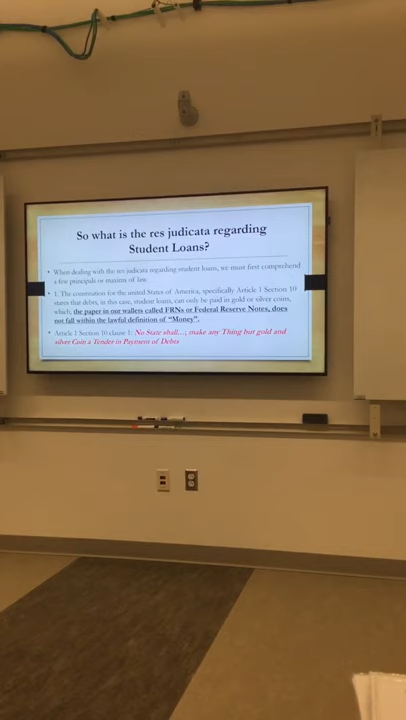 So what is the res judicata regarding
Student Loans?
• When dealing with the res judicata regarding student loans, we must first comprehend
a few principals or maxims of law.
• 1. The constitution for the united States of America, specifically Article 1 Section 10
states that debts, in this case, student loans, can only be paid in gold or silver coins,
which, the paper in our wallets called FRNs or Federal Reserve Notes, does
not fall within the lawful definition of “Money”.
• Article 1 Section 10 clause 1: No State shall...; make any Thing but gold and
silver Coin a Tender in Payment of Debts